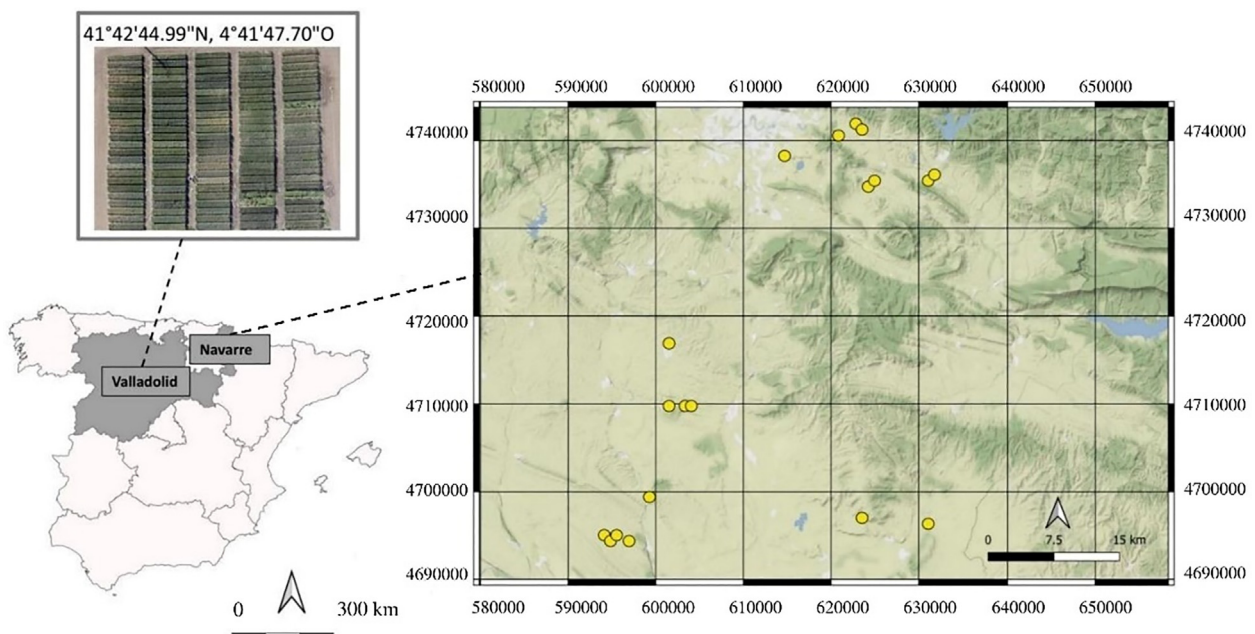 41°42'44.99"N, 4°41'47.70"O
Navarre
Valladolid
0 300 km
580000 590000 600000 610000 620000 630000 640000 650000
4740000 4740000
4730000 4730000
4720000 4720000
4710000 4710000
4700000 4700000
4690000 4690000
0 7.5 15 km
580000 590000 600000 610000 620000 630000 640000 650000